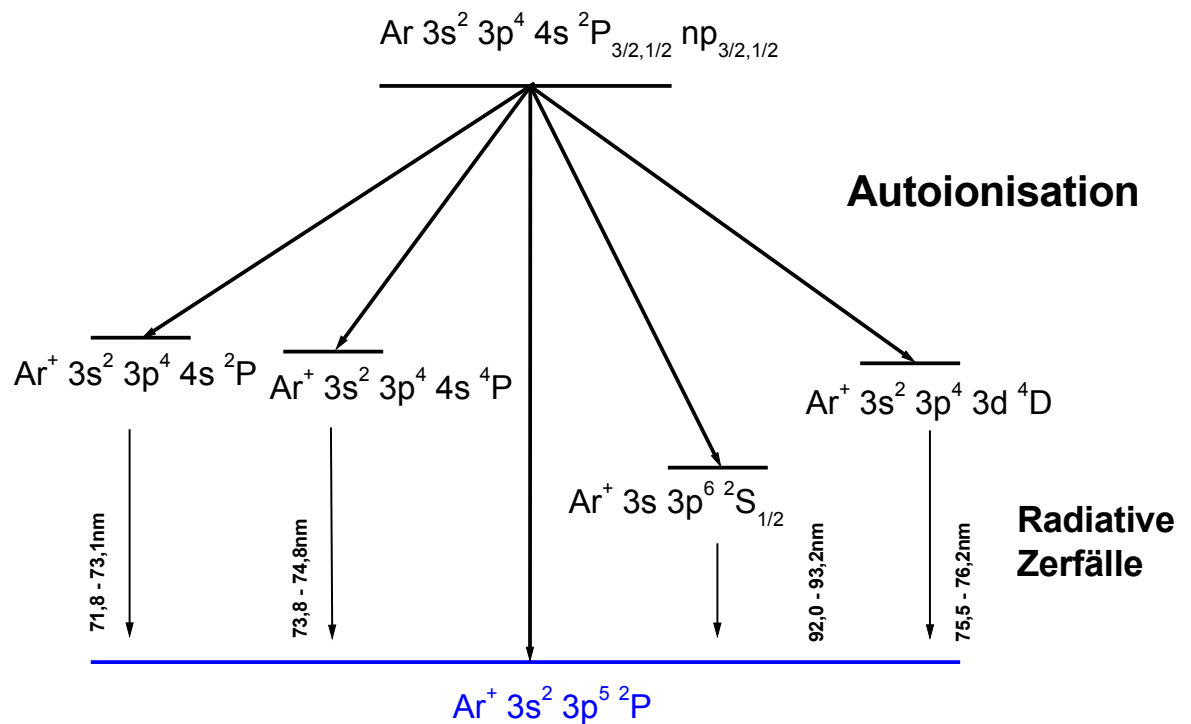 Ar 3s² 3p⁴ 4s ²P₃/₂,₁/₂ np₃/₂,₁/₂
Autoionisation
Ar⁺ 3s² 3p⁴ 4s ²P
Ar⁺ 3s² 3p⁴ 4s ⁴P
Ar⁺ 3s² 3p⁴ 3d ⁴D
Ar⁺ 3s 3p⁶ ²S₁/₂
Radiative
Zerfälle
71,8 - 73,1nm
73,8 - 74,8nm
92,0 - 93,2nm
75,5 - 76,2nm
Ar⁺ 3s² 3p⁵ ²P